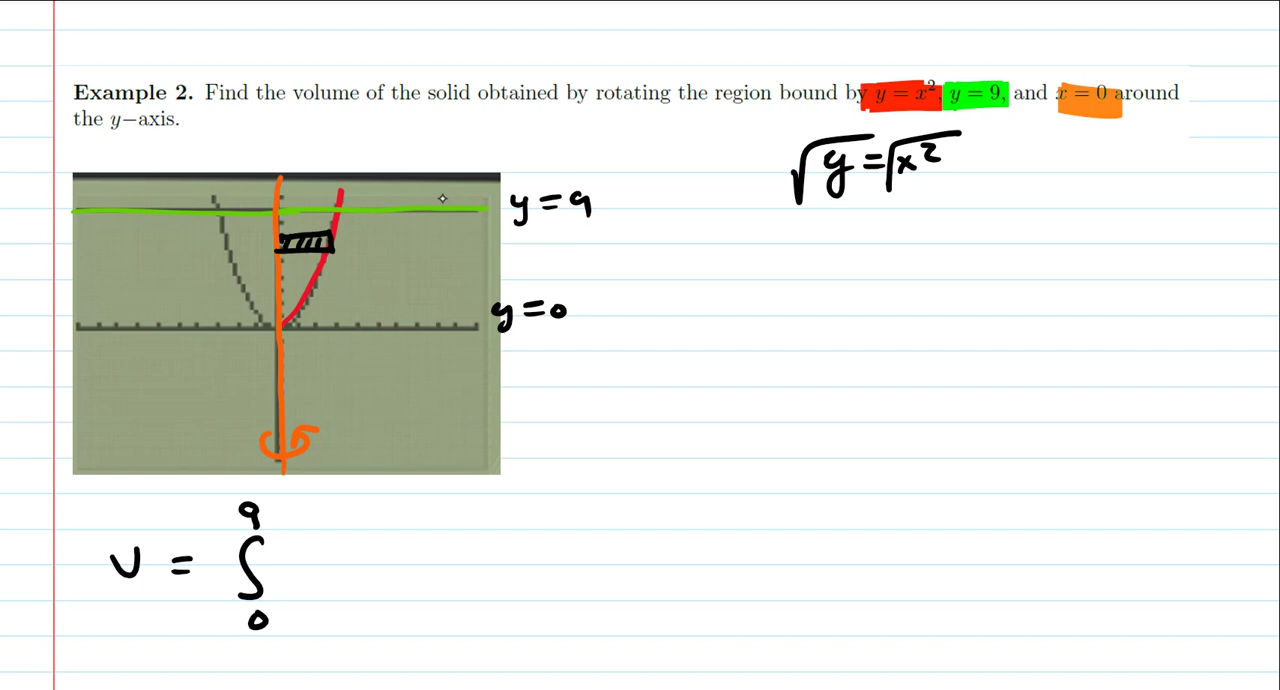 Example 2. Find the volume of the solid obtained by rotating the region bound by y = x², y = 9, and x = 0 around
the y−axis.
√y = √x²
y = 9
y = 0
V = ∫₀⁹